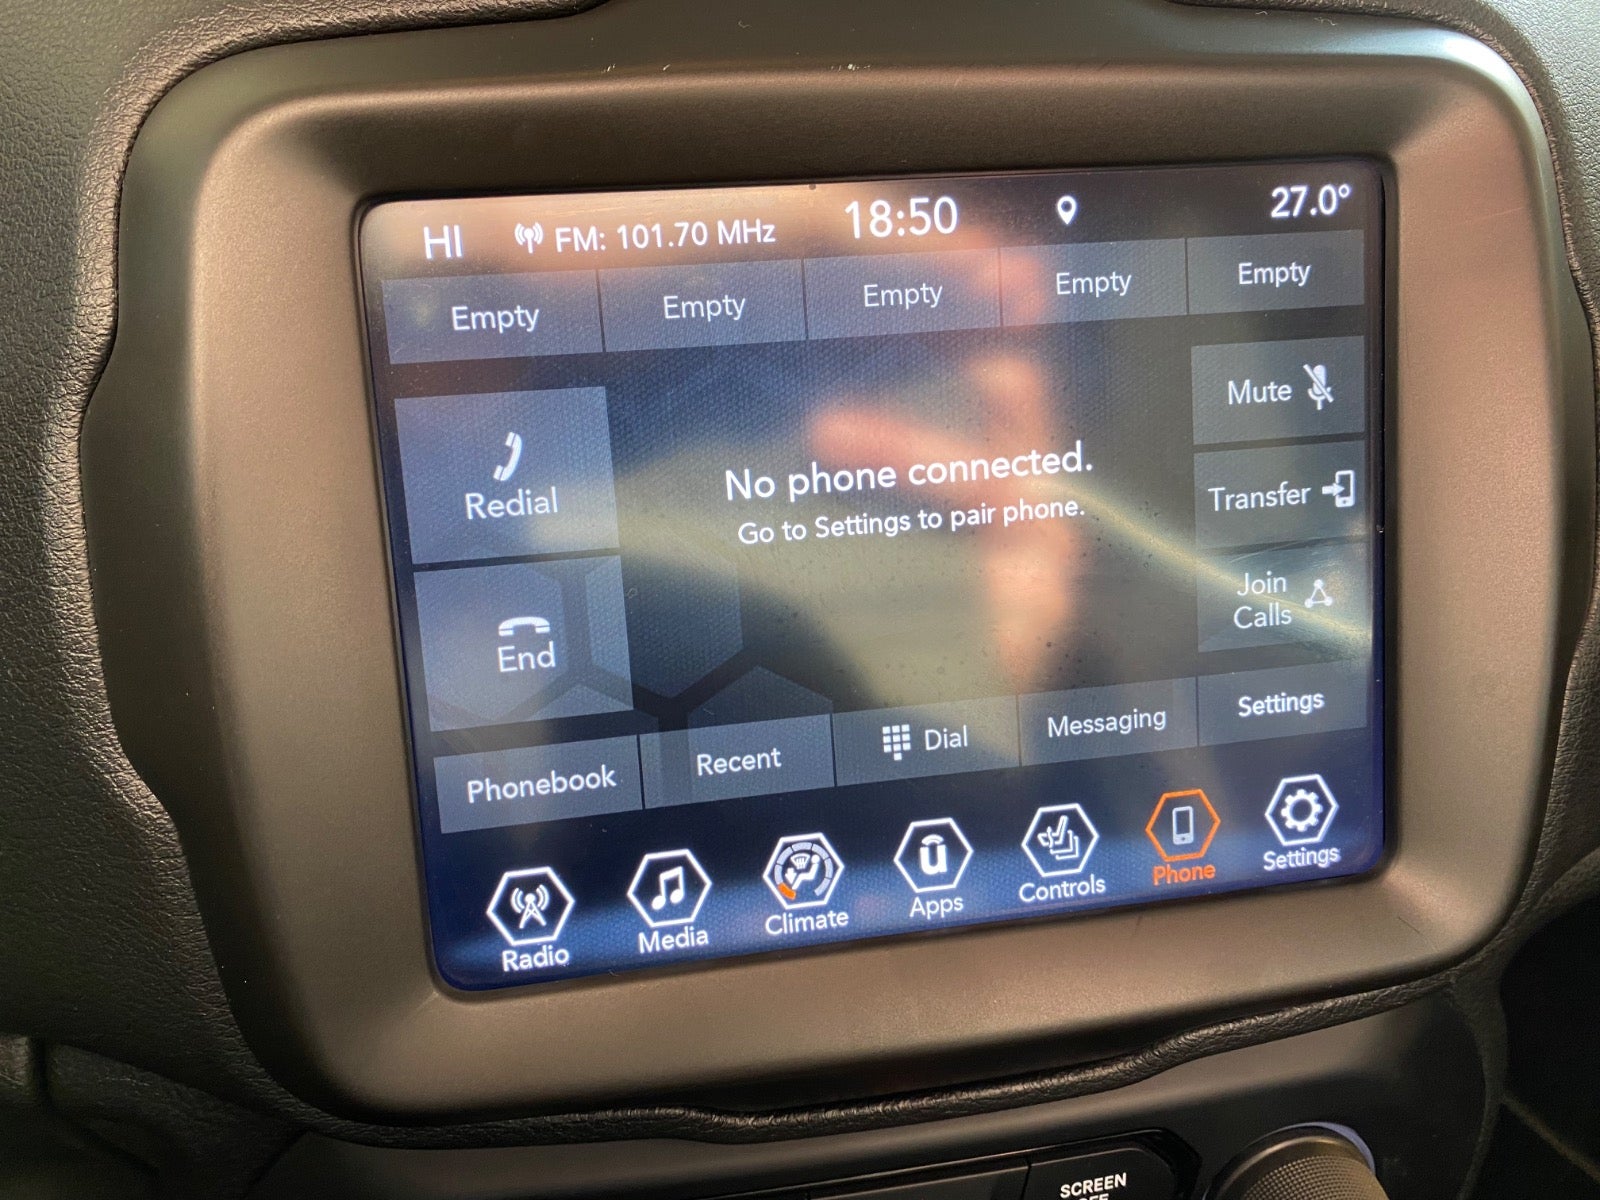 HI FM: 101.70 MHz 18:50 27.0°
Empty Empty Empty Empty Empty
Redial
End
No phone connected.
Go to Settings to pair phone.
Mute
Transfer
Join
Calls
Phonebook Recent Dial Messaging Settings
Radio Media Climate Apps Controls Phone Settings
SCREEN
OFF